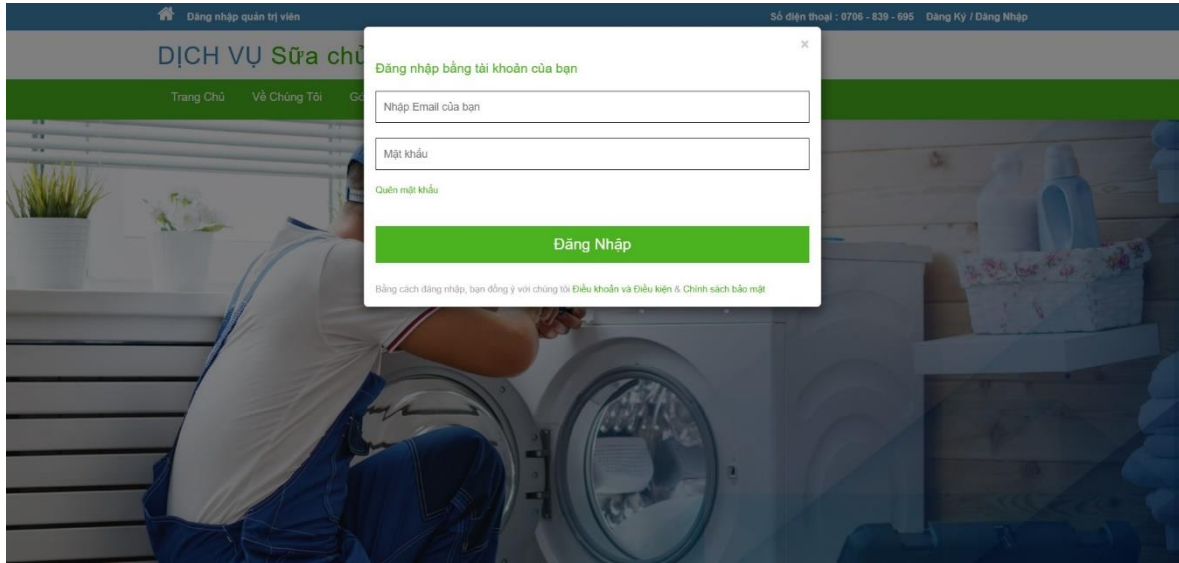 Đăng nhập quản trị viên
Số điện thoại : 0706 - 839 - 695 Đăng Ký / Đăng Nhập
DỊCH VỤ Sữa
×
Đăng nhập bằng tài khoản của bạn
Trang Chủ Về Chúng Tôi
Nhập Email của bạn
Mật khẩu
Quên mật khẩu
Đăng Nhập
Bằng cách đăng nhập, bạn đồng ý với chúng tôi Điều khoản và Điều kiện & Chính sách bảo mật